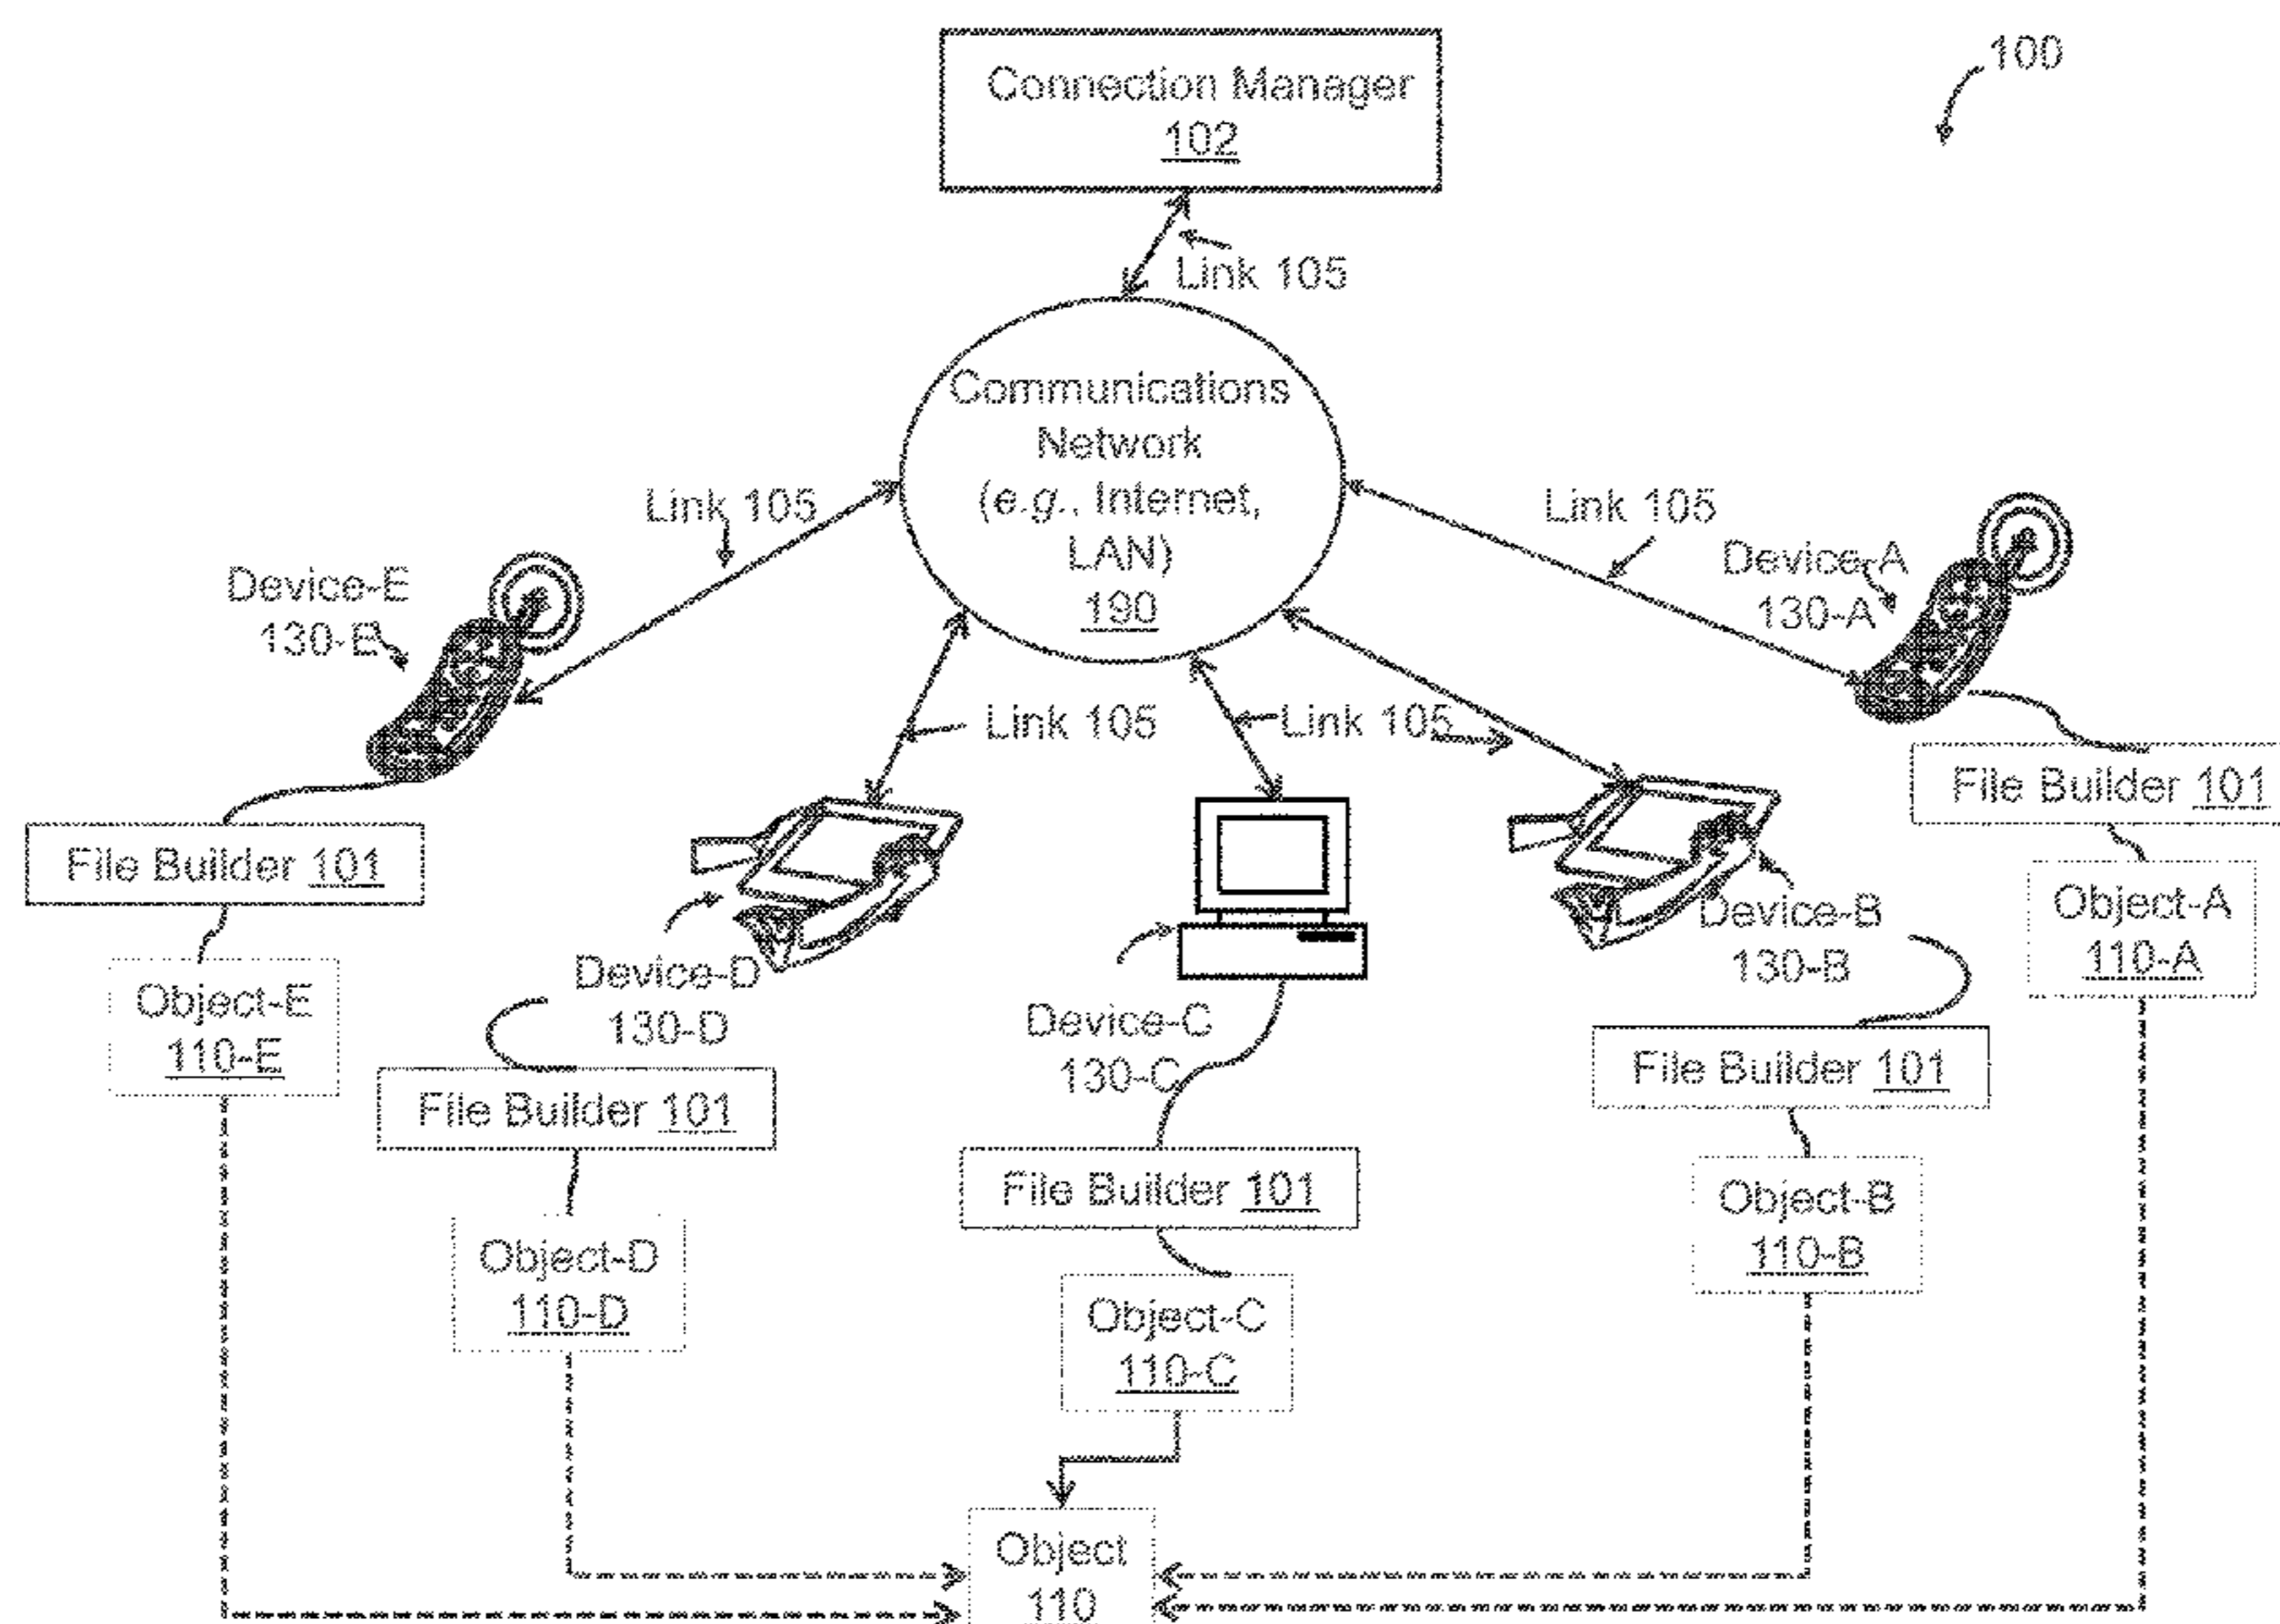 Connection Manager
102
100
Link 105
Communications
Network
(e.g., Internet,
LAN)
190
Link 105
Link 105
Device-E
130-E
Device-A
130-A
Link 105
Link 105
File Builder 101
File Builder 101
Object-A
110-A
Device-B
130-B
Object-E
110-E
Device-D
130-D
Device-C
130-C
File Builder 101
File Builder 101
File Builder 101
Object-B
110-B
Object-D
110-D
Object-C
110-C
Object
110